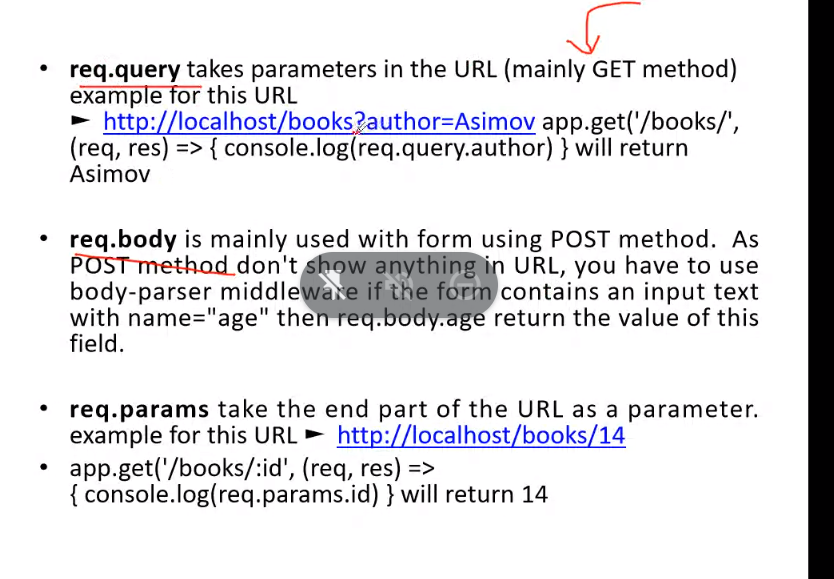 • req.query takes parameters in the URL (mainly GET method)
example for this URL
► http://localhost/books?author=Asimov app.get('/books/',
(req, res) => { console.log(req.query.author) } will return
Asimov
• req.body is mainly used with form using POST method. As
POST method don't show anything in URL, you have to use
body-parser middleware if the form contains an input text
with name="age" then req.body.age return the value of this
field.
• req.params take the end part of the URL as a parameter.
example for this URL ► http://localhost/books/14
• app.get('/books/:id', (req, res) =>
{ console.log(req.params.id) } will return 14